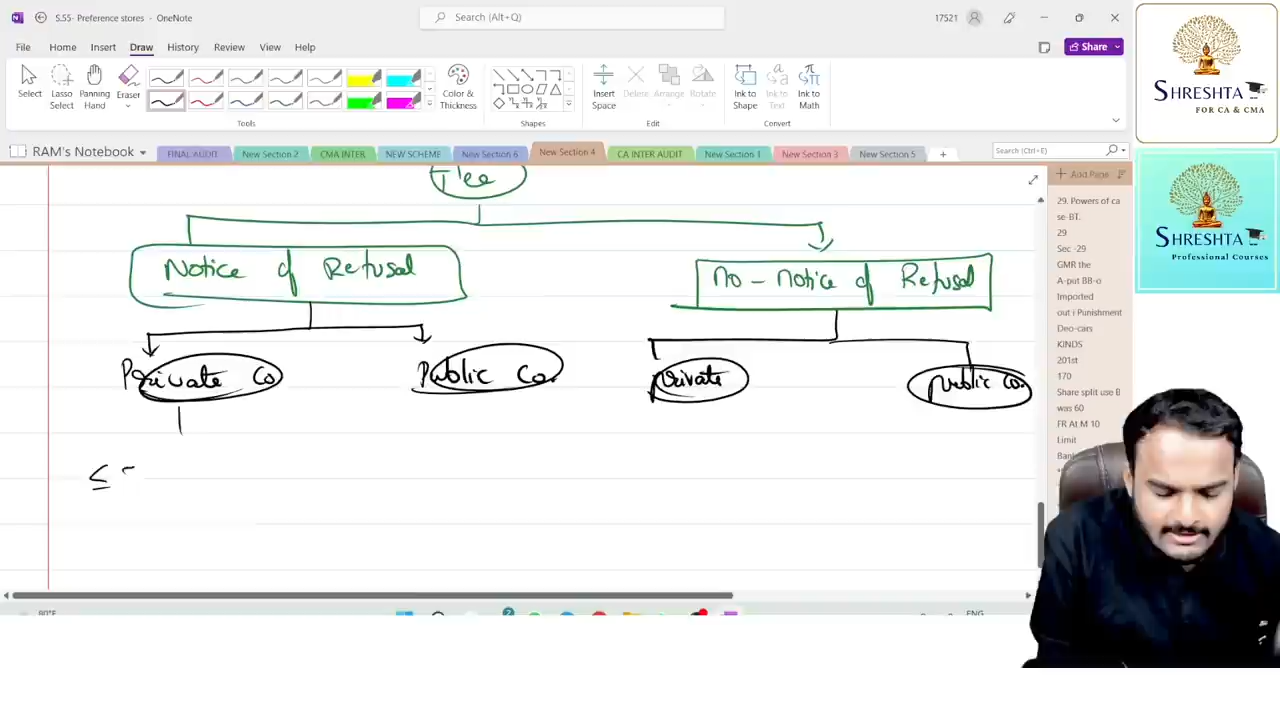 S.55- Preference stores - OneNote
Search (Alt+Q)
17521
File Home Insert Draw History Review View Help
Share
Select
Lasso Select
Panning Hand
Eraser
Color & Thickness
Insert Space
Delete
Arrange
Rotate
Ink to Shape
Ink to Text
Ink to Math
Tools
Shapes
Edit
Convert
RAM's Notebook
FINAL AUDIT
New Section 2
CMA INTER
NEW SCHEME
New Section 6
New Section 4
CA INTER AUDIT
New Section 1
New Section 3
New Section 5
Search (Ctrl+E)
Add Page
29. Powers of ca
se-BT.
29
Sec -29
GMR the
A-put BB-o
Imported
out i Punishment
Deo-cars
KINDS
201st
170
Share split use B
was 60
FR At M 10
Limit
Notice of Refusal
No - Notice of Refusal
Private Co
Public Co.
Private
Public Co.
≤
80°F
ENG
SHRESHTA
FOR CA & CMA
SHRESHTA
Professional Courses